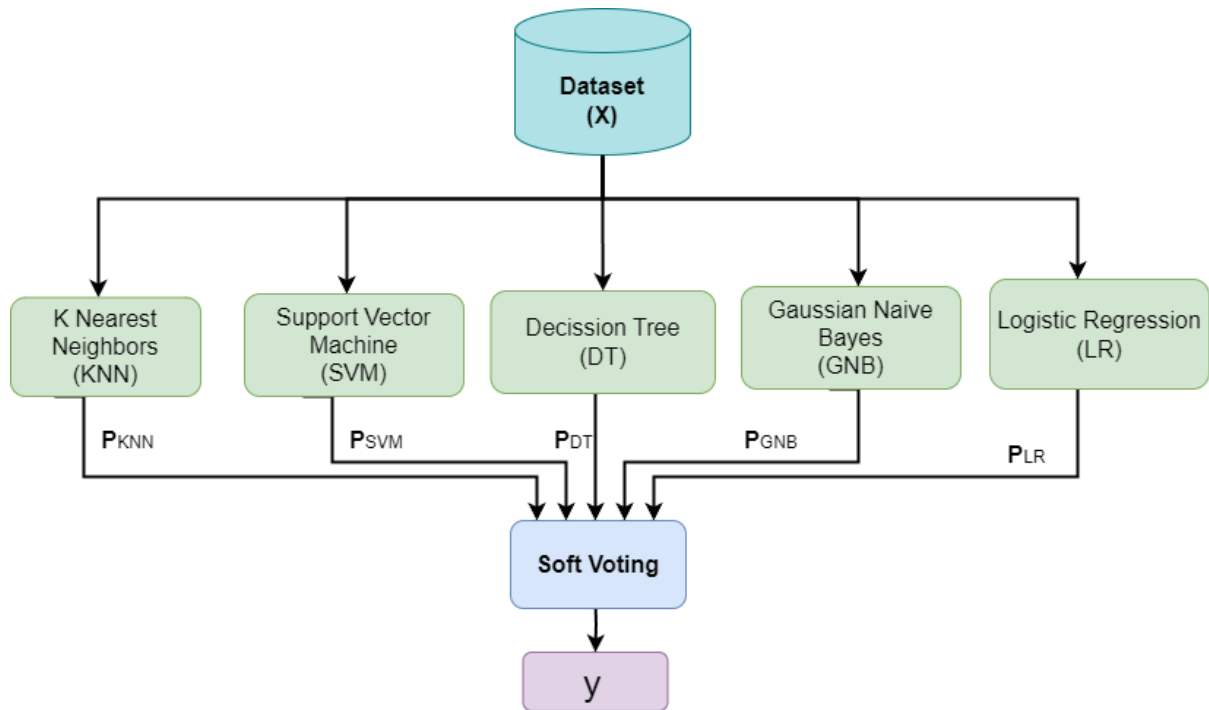 Dataset
(X)
K Nearest
Neighbors
(KNN)
Support Vector
Machine
(SVM)
Decission Tree
(DT)
Gaussian Naive
Bayes
(GNB)
Logistic Regression
(LR)
PKNN
PSVM
PDT
PGNB
PLR
Soft Voting
y